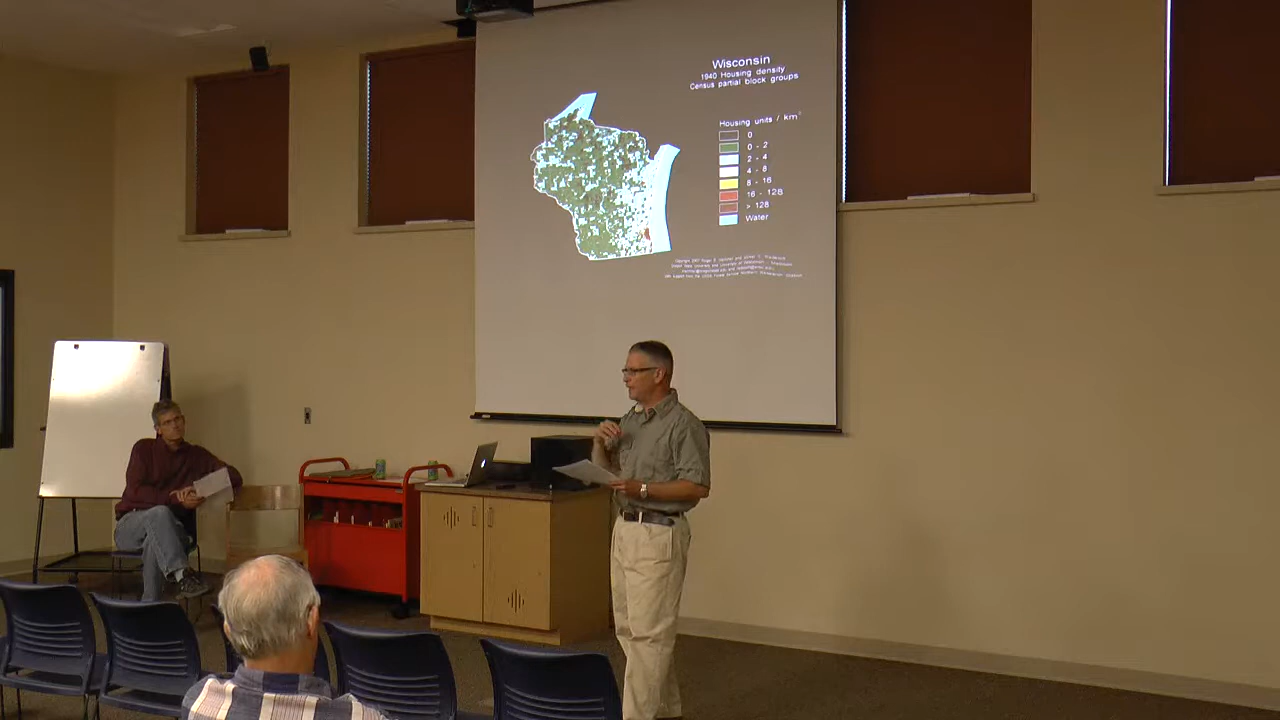 Wisconsin
1940 Housing density
Census partial block groups
Housing units / km²
0
0 - 2
2 - 4
4 - 8
8 - 16
16 - 128
> 128
Water